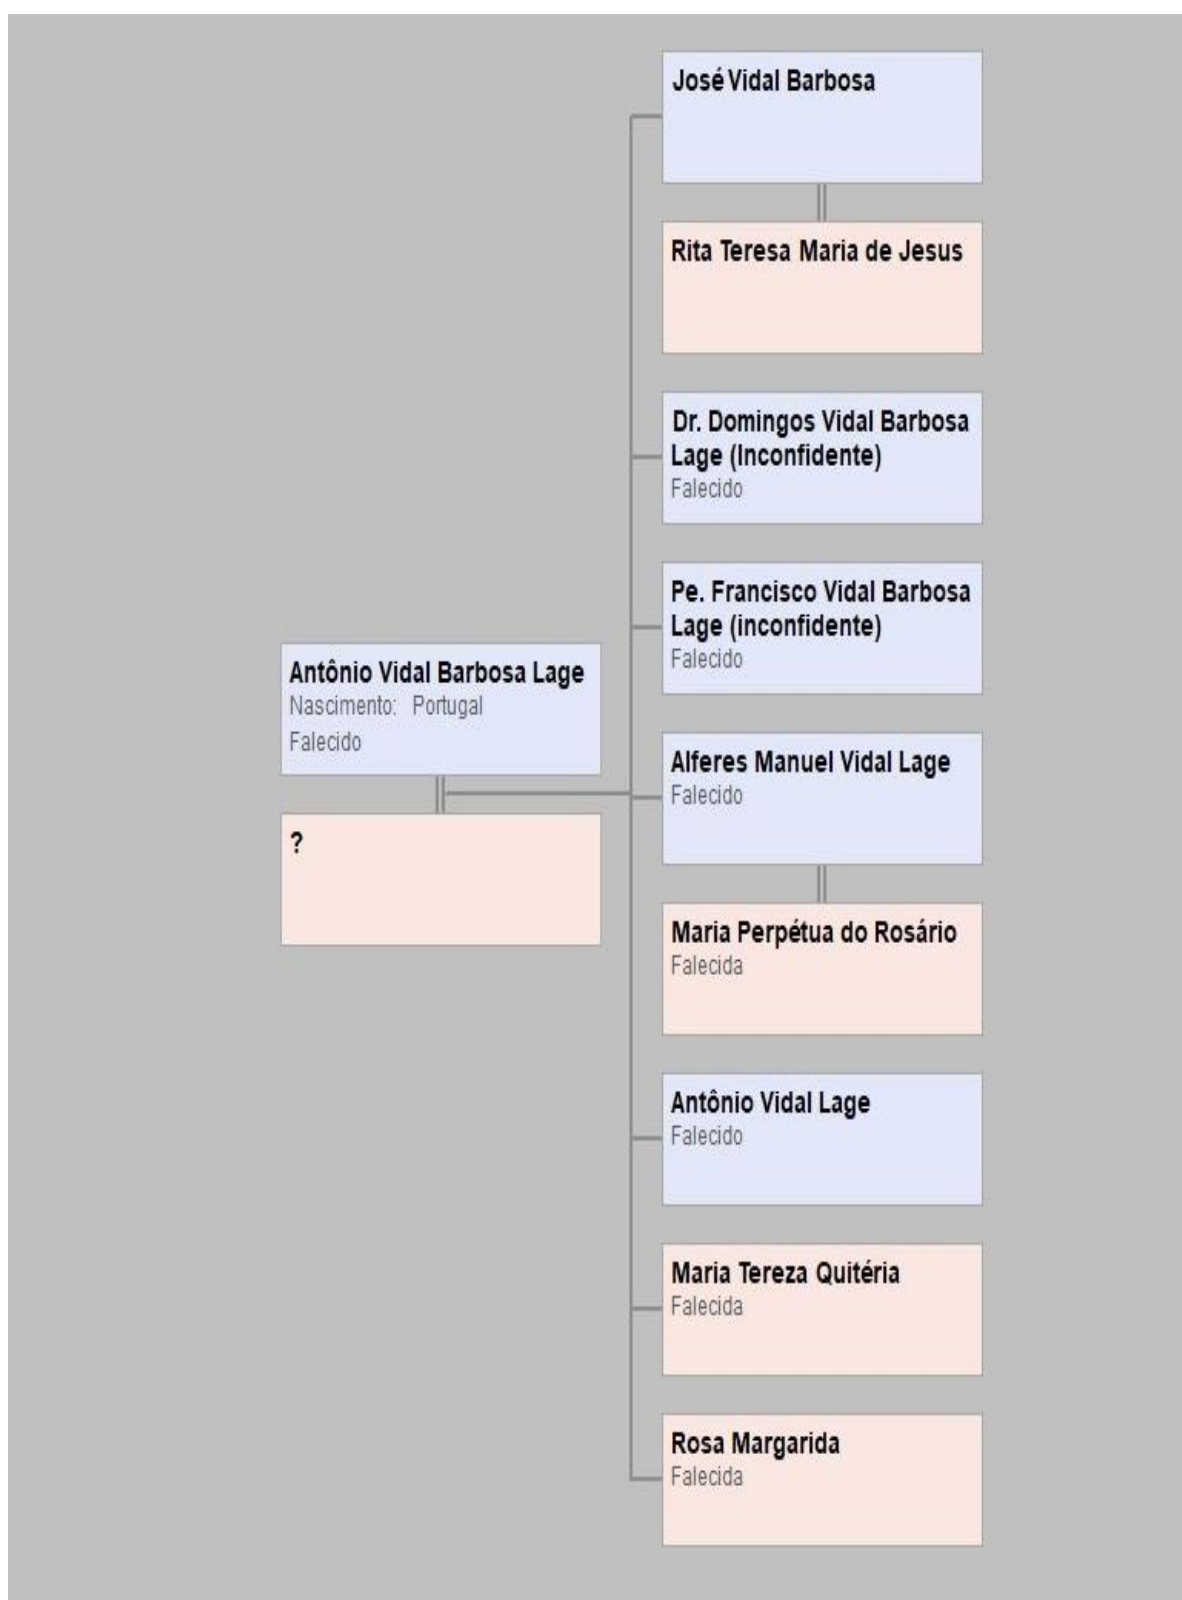 José Vidal Barbosa
Rita Teresa Maria de Jesus
Dr. Domingos Vidal Barbosa
Lage (Inconfidente)
Falecido
Pe. Francisco Vidal Barbosa
Lage (inconfidente)
Falecido
Antônio Vidal Barbosa Lage
Nascimento: Portugal
Falecido
?
Alferes Manuel Vidal Lage
Falecido
Maria Perpétua do Rosário
Falecida
Antônio Vidal Lage
Falecido
Maria Tereza Quitéria
Falecida
Rosa Margarida
Falecida